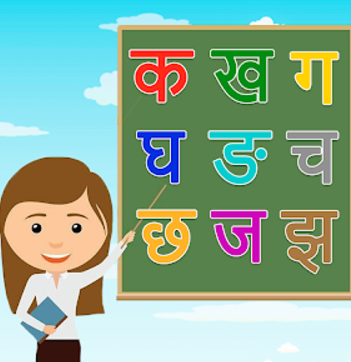 क ख ग
घ ङ च
छ ज झ